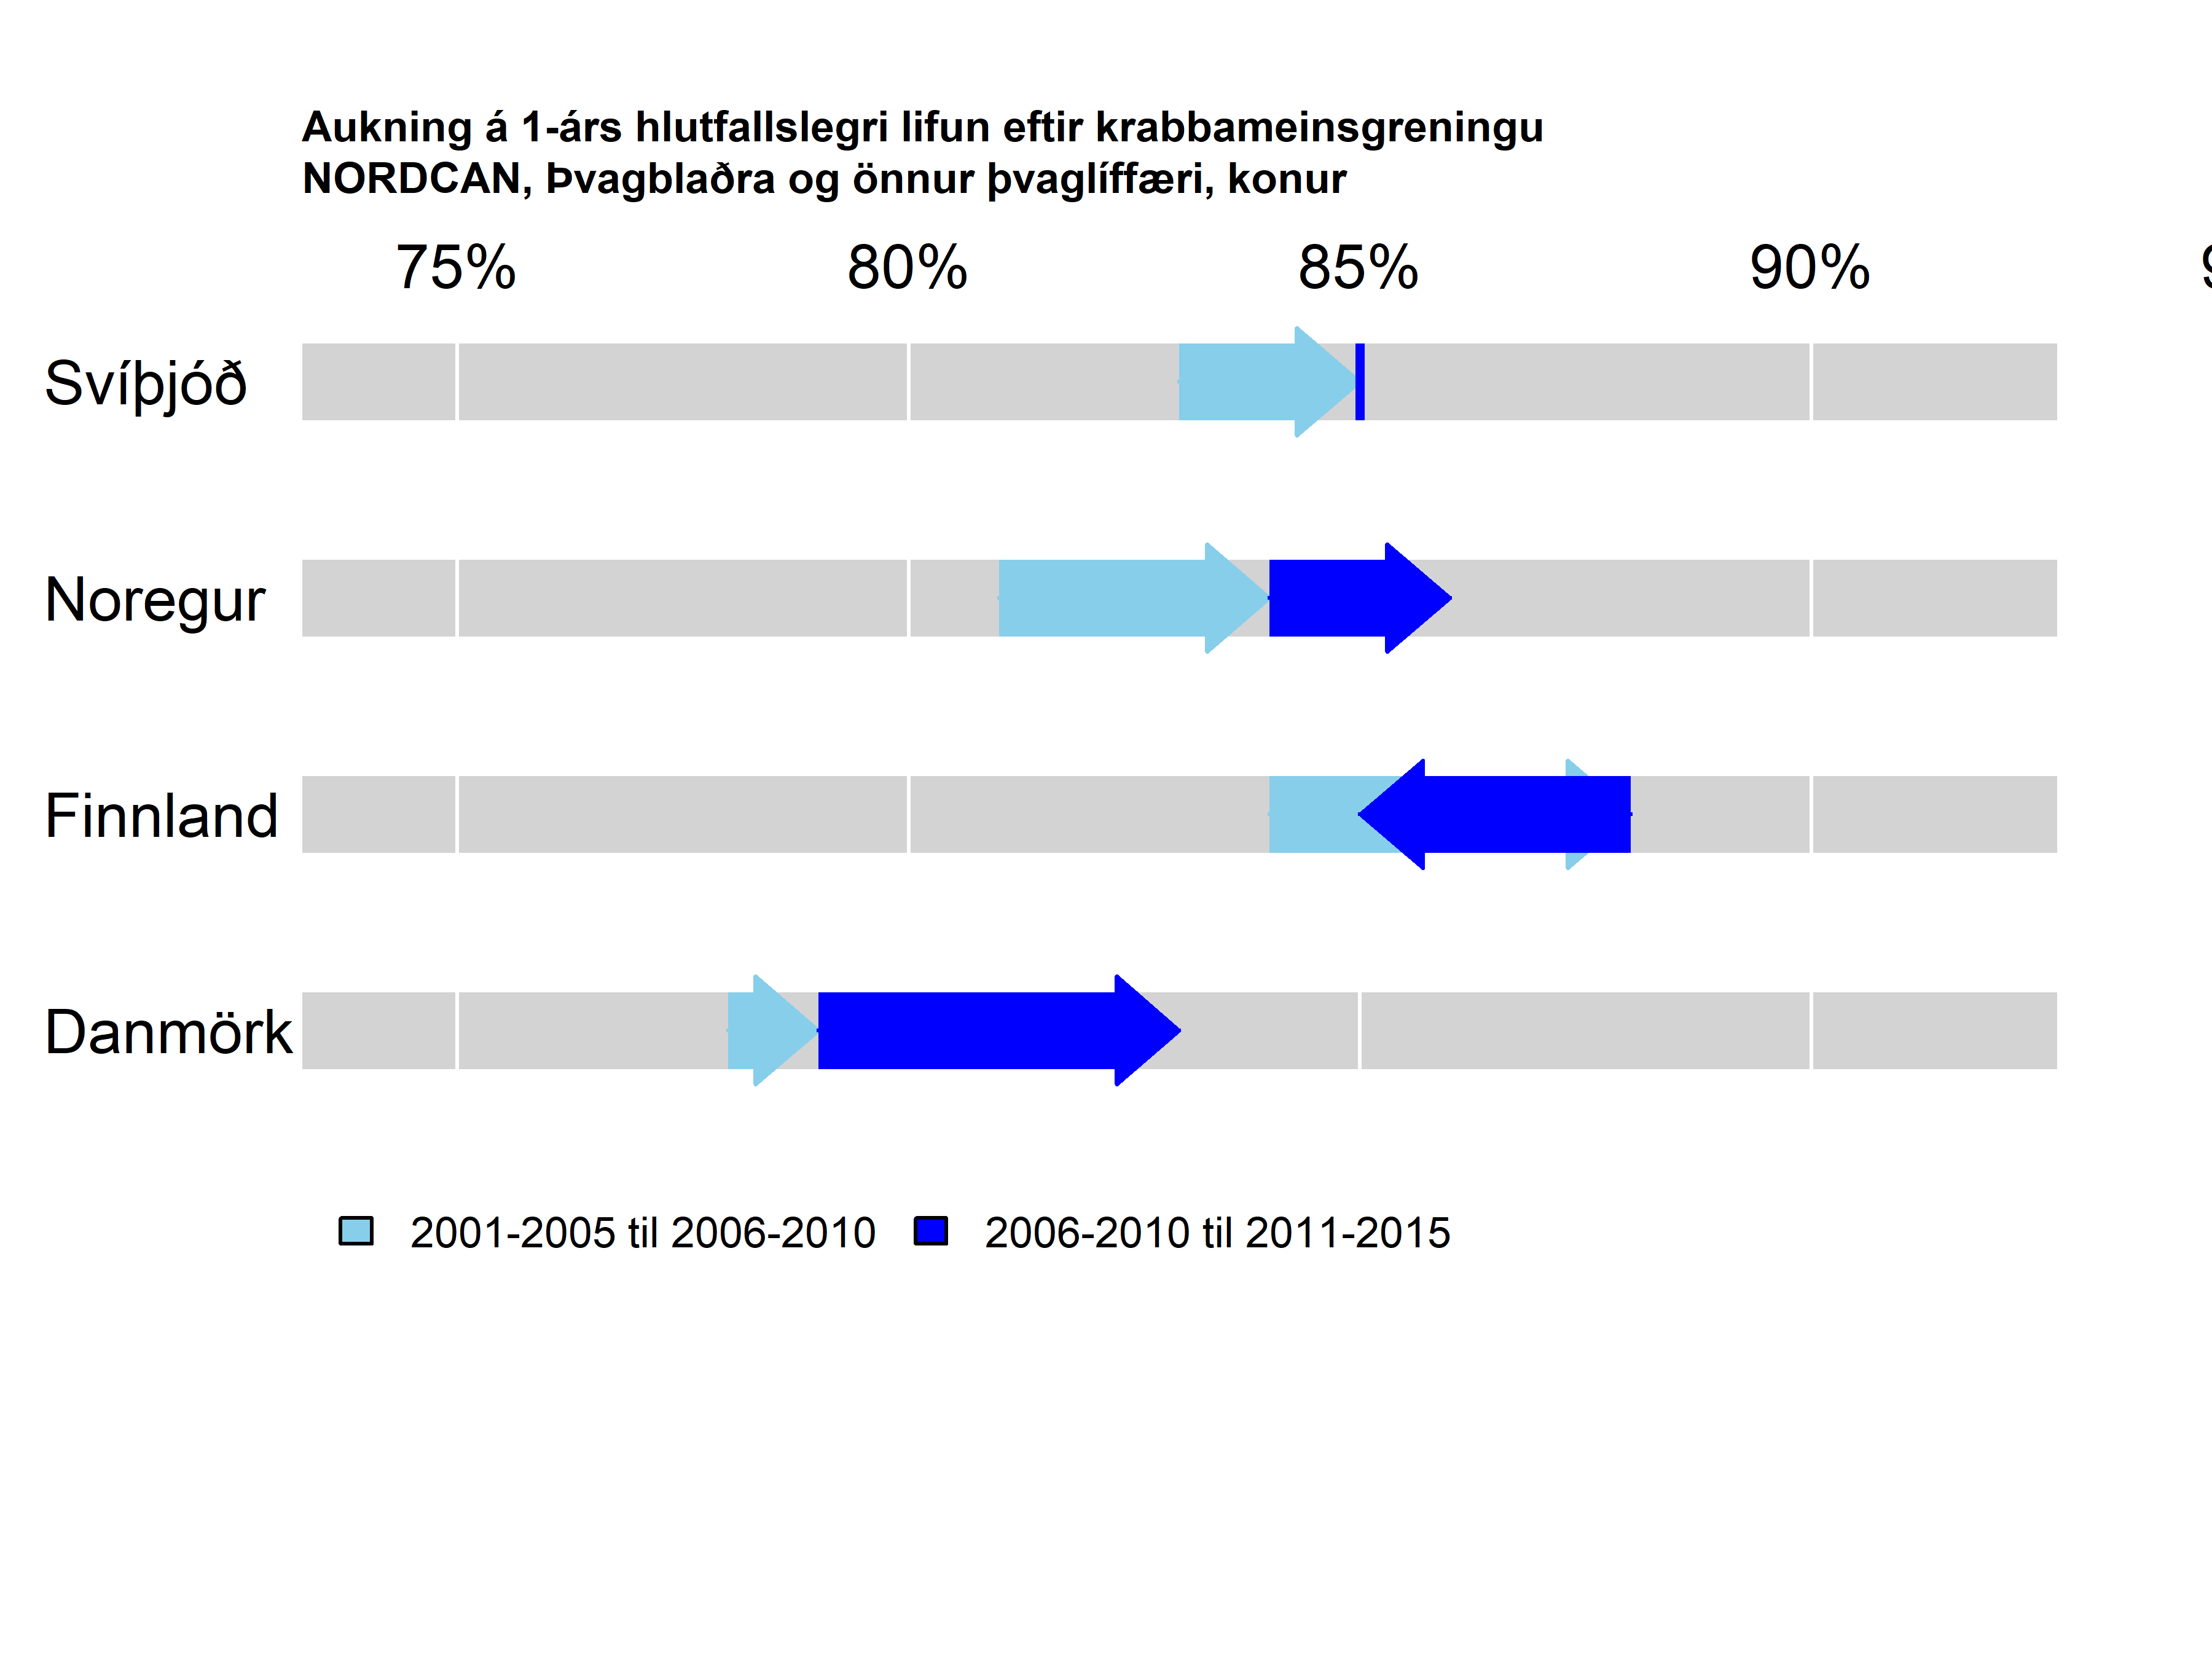 Aukning á 1-árs hlutfallslegri lifun eftir krabbameinsgreningu
NORDCAN, Þvagblaðra og önnur þvaglíffæri, konur
75% 80% 85% 90%
Svíþjóð
Noregur
Finnland
Danmörk
2001-2005 til 2006-2010 2006-2010 til 2011-2015